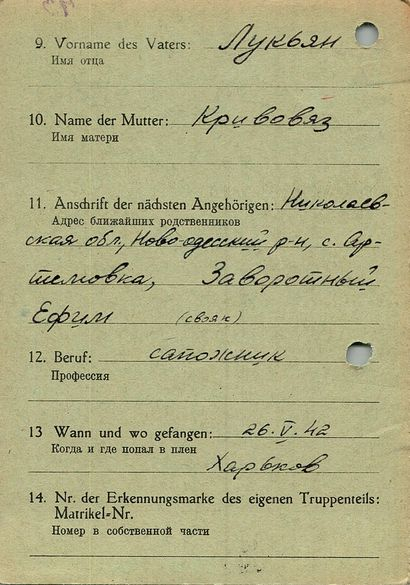 9. Vorname des Vaters: Лукьян
Имя отца
10. Name der Mutter: Кривовяз
Имя матери
11. Anschrift der nächsten Angehörigen: Николаев-
Адрес ближайших родственников
ская обл, Ново-одесский р-н, с. Ар-
темовка, Заворотный
Ефим (свояк)
12. Beruf: сапожник
Профессия
13 Wann und wo gefangen: 26.V.42
Когда и где попал в плен
Харьков
14. Nr. der Erkennungsmarke des eigenen Truppenteils:
Matrikel-Nr.
Номер в собственной части